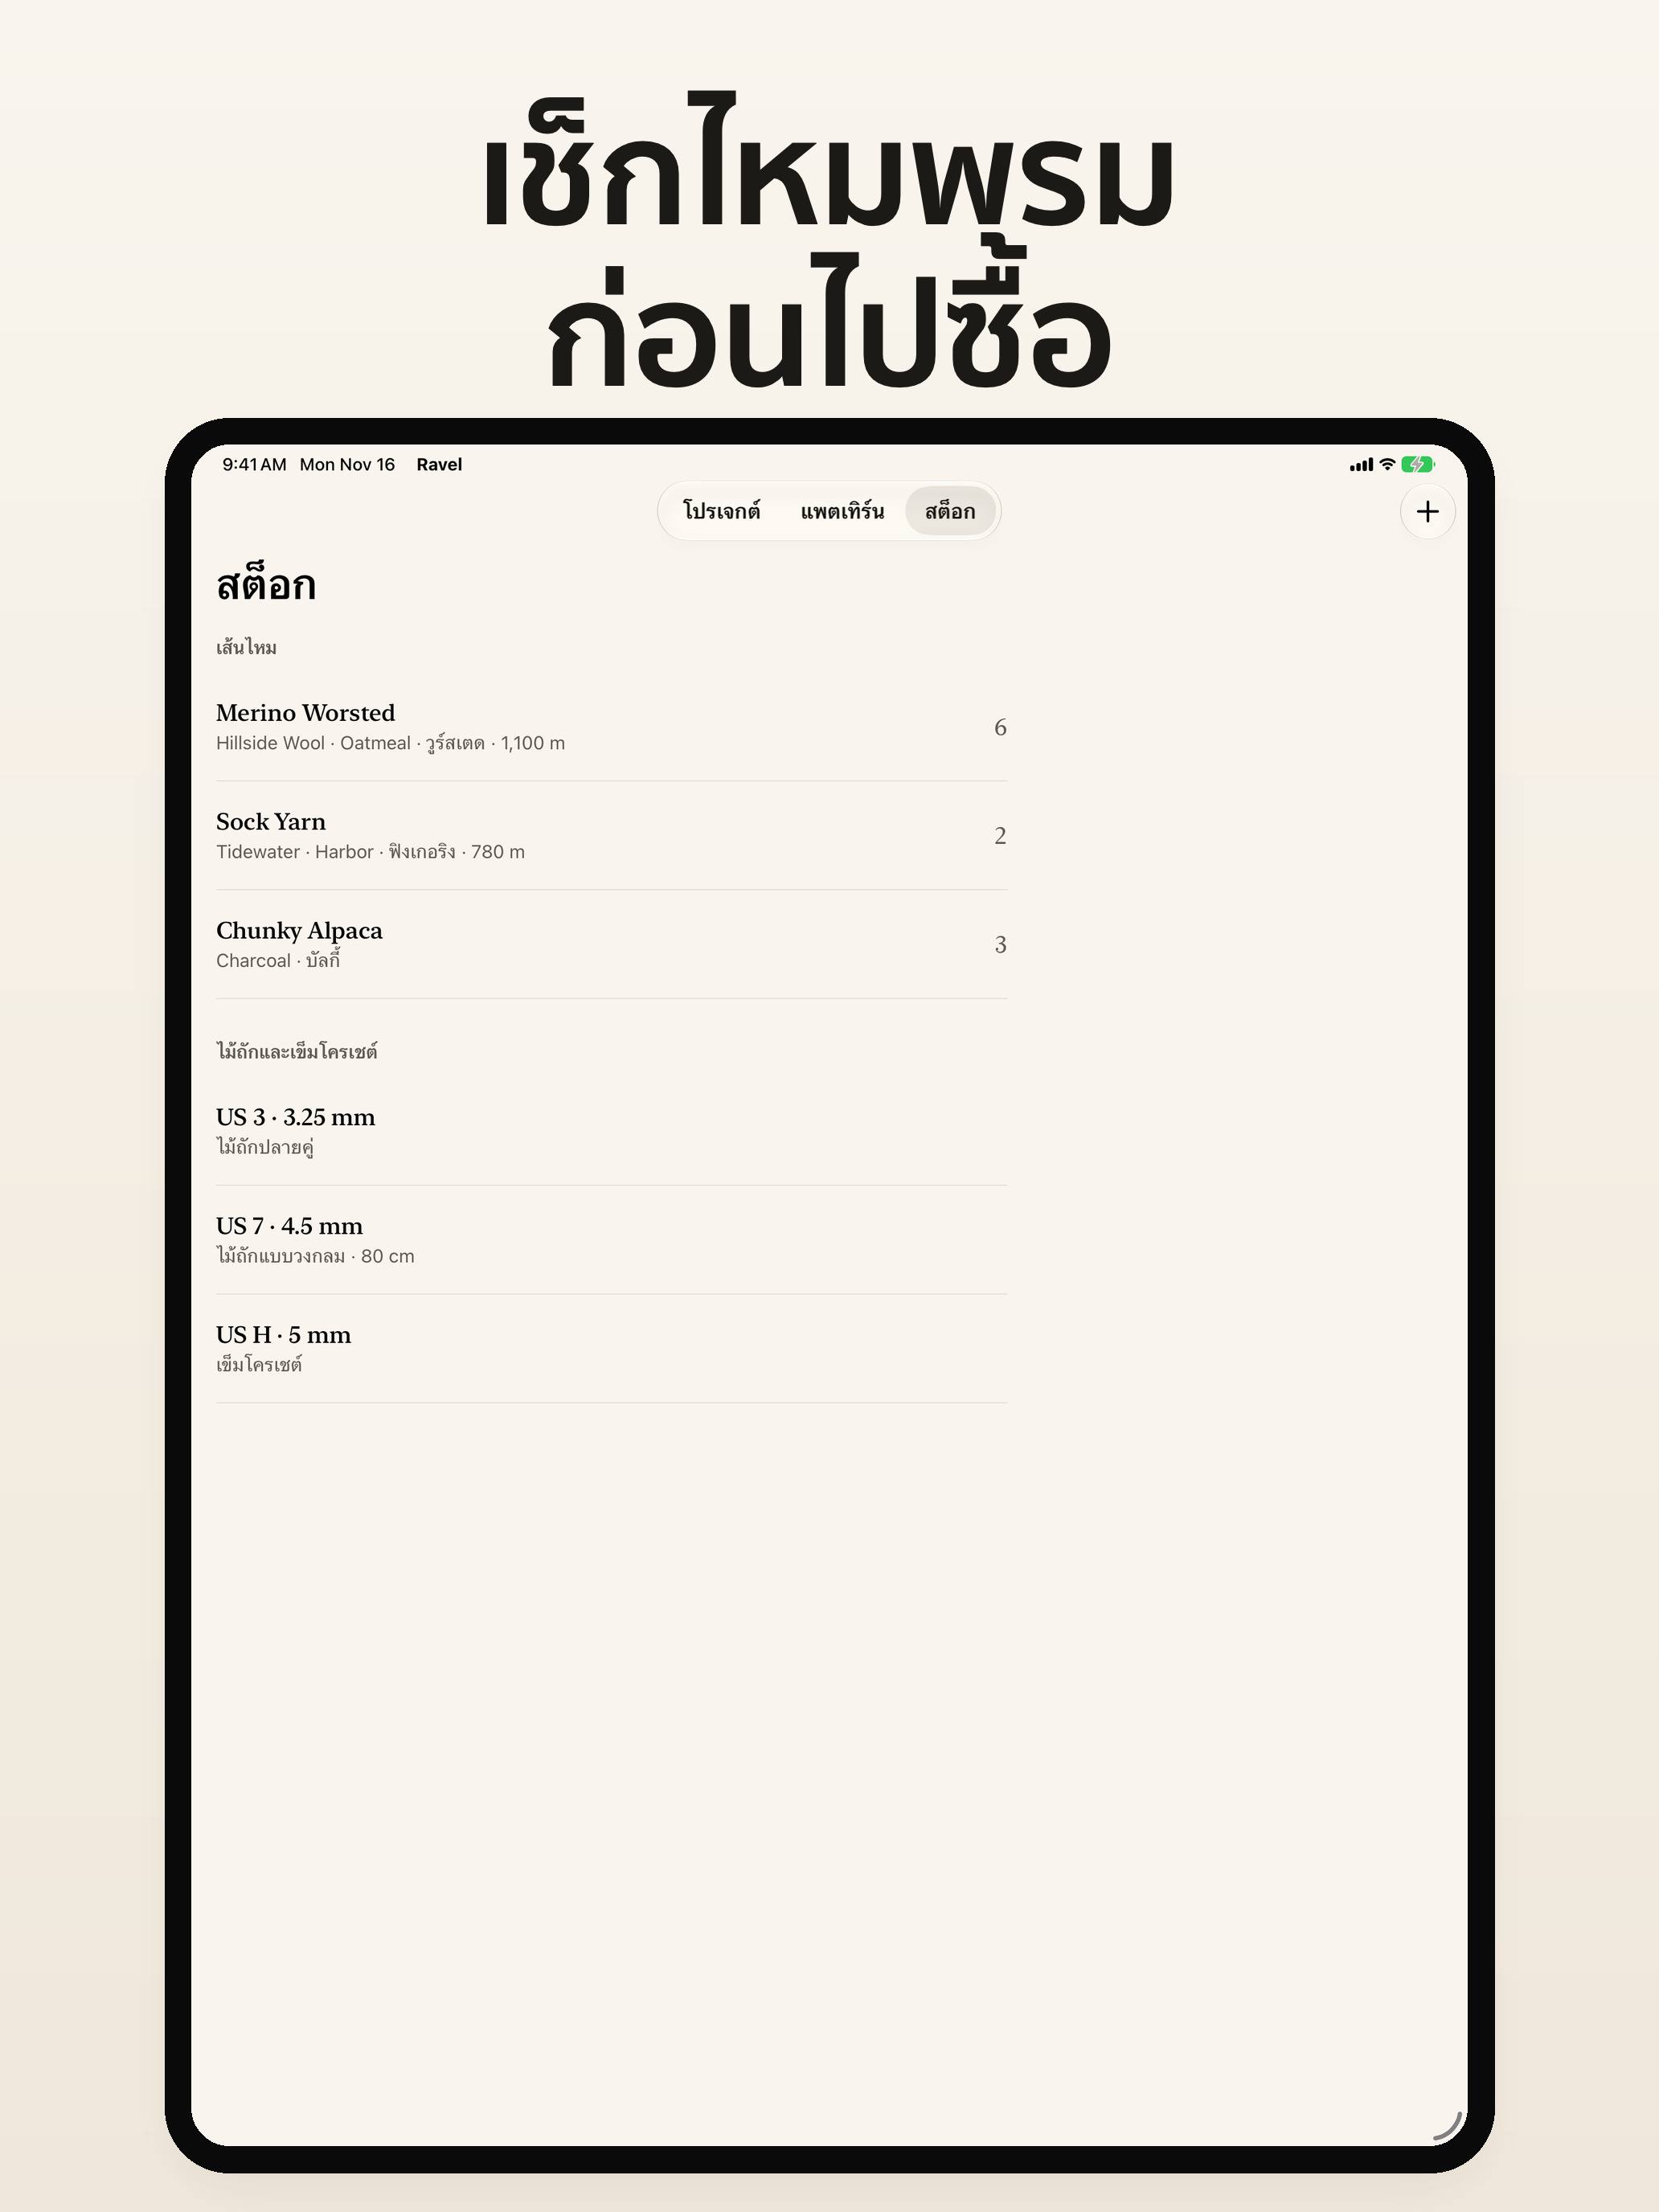 เช็กไหมพรม
ก่อนไปซื้อ
9:41 AM Mon Nov 16 Ravel
โปรเจกต์ แพตเทิร์น สต็อก
สต็อก
เส้นไหม
Merino Worsted
6
Hillside Wool · Oatmeal · วูร์สเตด · 1,100 m
Sock Yarn
2
Tidewater · Harbor · ฟิงเกอริง · 780 m
Chunky Alpaca
3
Charcoal · บัลกี้
ไม้ถักและเข็มโครเชต์
US 3 · 3.25 mm
ไม้ถักปลายคู่
US 7 · 4.5 mm
ไม้ถักแบบวงกลม · 80 cm
US H · 5 mm
เข็มโครเชต์